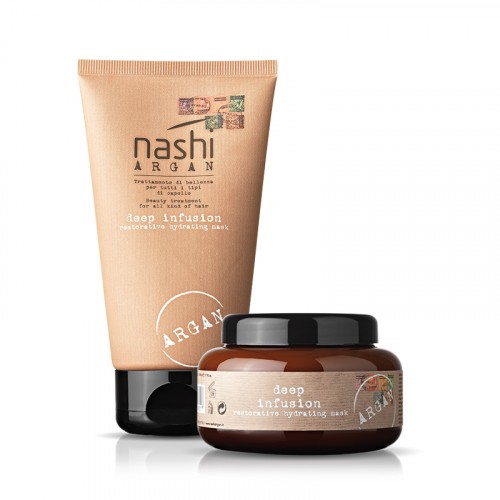 nashi
ARGAN
Trattamento di bellezza
per tutti i tipi
di capello
Beauty treatment
for all kind of hair
deep infusion
restorative hydrating mask
ARGAN
deep
infusion
restorative hydrating mask
ARGAN